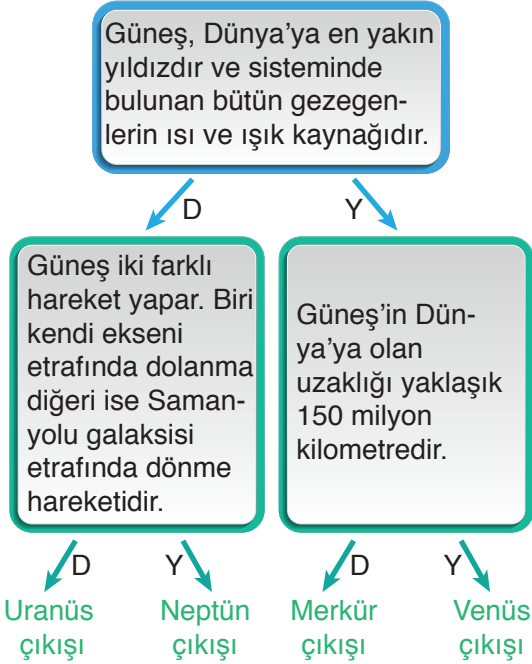 Güneş, Dünya’ya en yakın
yıldızdır ve sisteminde
bulunan bütün gezegen-
lerin ısı ve ışık kaynağıdır.
D
Y
Güneş iki farklı
hareket yapar. Biri
kendi ekseni
etrafında dolanma
diğeri ise Saman-
yolu galaksisi
etrafında dönme
hareketidir.
Güneş’in Dün-
ya’ya olan
uzaklığı yaklaşık
150 milyon
kilometredir.
D
Y
D
Y
Uranüs
çıkışı
Neptün
çıkışı
Merkür
çıkışı
Venüs
çıkışı